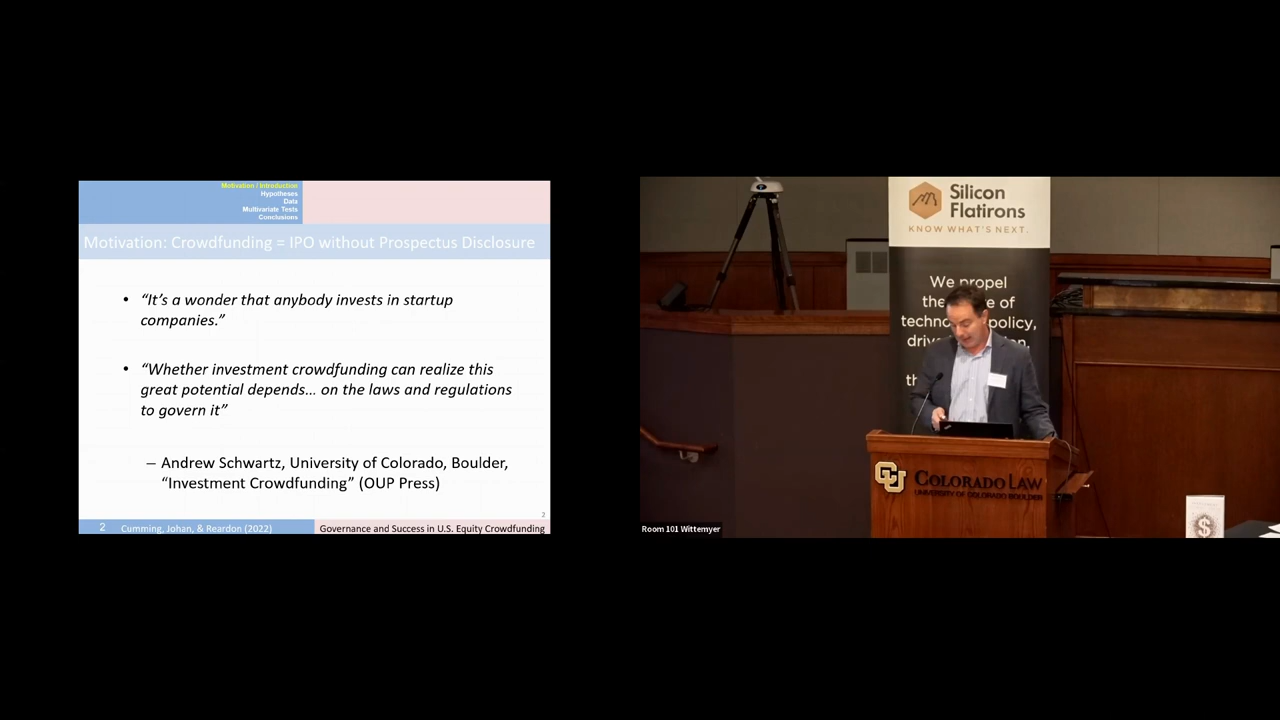 Motivation / Introduction
Hypotheses
Data
Multivariate Tests
Conclusions
Motivation: Crowdfunding = IPO without Prospectus Disclosure
• “It’s a wonder that anybody invests in startup
companies.”
• “Whether investment crowdfunding can realize this
great potential depends… on the laws and regulations
to govern it”
– Andrew Schwartz, University of Colorado, Boulder,
“Investment Crowdfunding” (OUP Press)
2
2 Cumming, Johan, & Reardon (2022) Governance and Success in U.S. Equity Crowdfunding
Silicon
Flatirons
KNOW WHAT'S NEXT.
We propel
the of
policy,
CU COLORADO LAW
UNIVERSITY OF COLORADO BOULDER
$
Room 101 Wittemyer